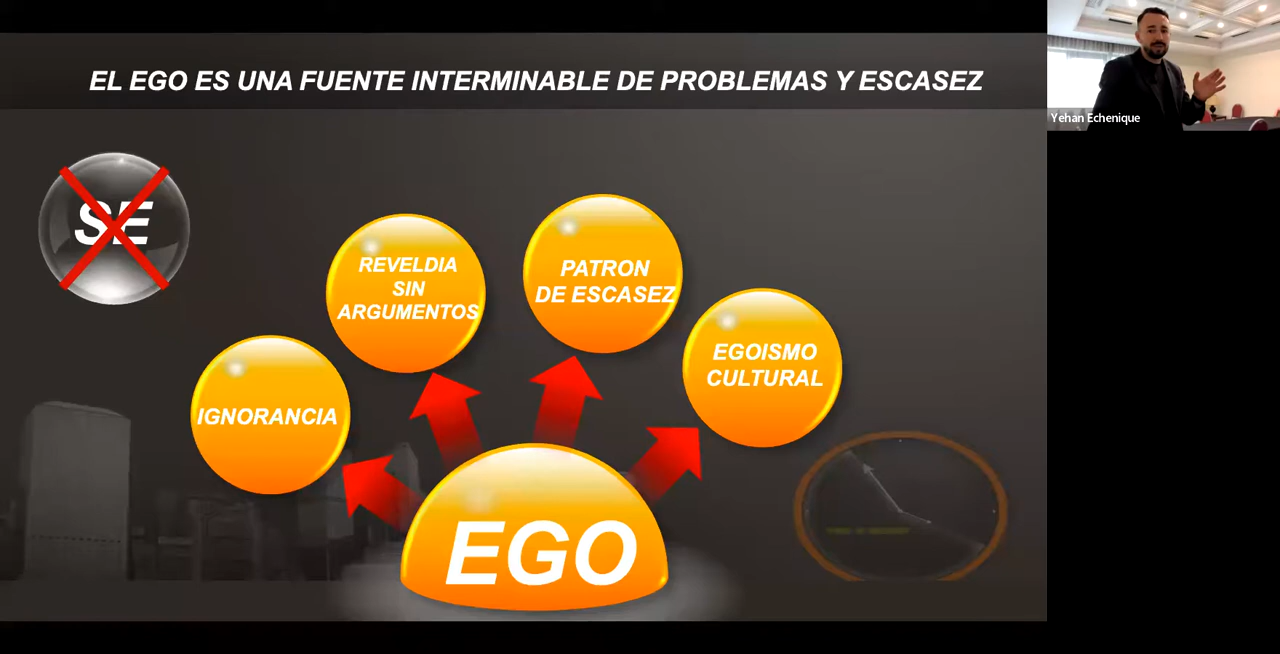 EL EGO ES UNA FUENTE INTERMINABLE DE PROBLEMAS Y ESCASEZ
Yehan Echenique
SE
REVELDIA
SIN
ARGUMENTOS
PATRON
DE ESCASEZ
EGOISMO
CULTURAL
IGNORANCIA
EGO